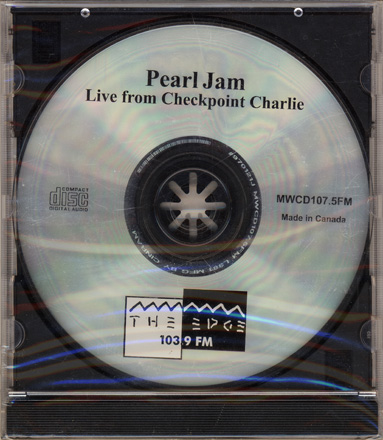 Pearl Jam
Live from Checkpoint Charlie
COMPACT
disc
DIGITAL AUDIO
MWCD107.5FM
Made in Canada
THE EDGE
103.9 FM